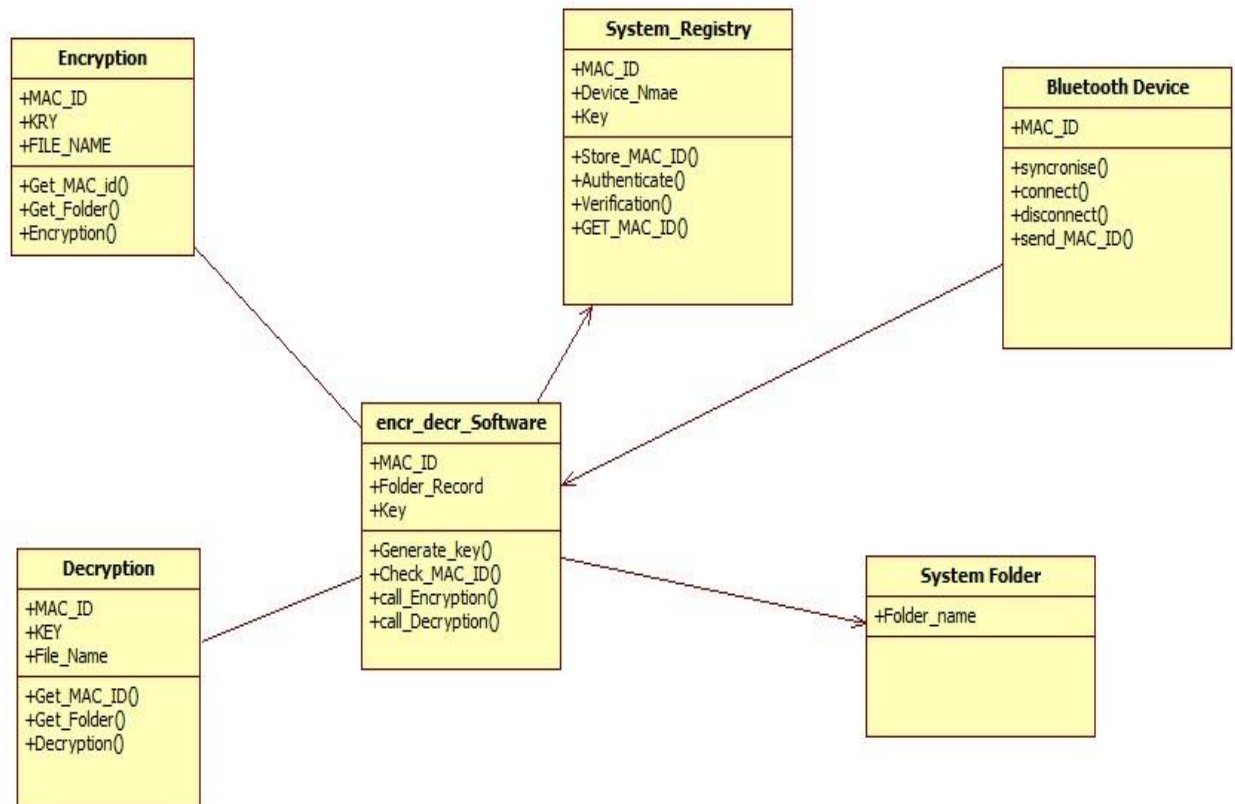 Encryption
+MAC_ID
+KRY
+FILE_NAME
+Get_MAC_id()
+Get_Folder()
+Encryption()
System_Registry
+MAC_ID
+Device_Nmae
+Key
+Store_MAC_ID()
+Authenticate()
+Verification()
+GET_MAC_ID()
Bluetooth Device
+MAC_ID
+syncronise()
+connect()
+disconnect()
+send_MAC_ID()
encr_decr_Software
+MAC_ID
+Folder_Record
+Key
+Generate_key()
+Check_MAC_ID()
+call_Encryption()
+call_Decryption()
Decryption
+MAC_ID
+KEY
+File_Name
+Get_MAC_ID()
+Get_Folder()
+Decryption()
System Folder
+Folder_name